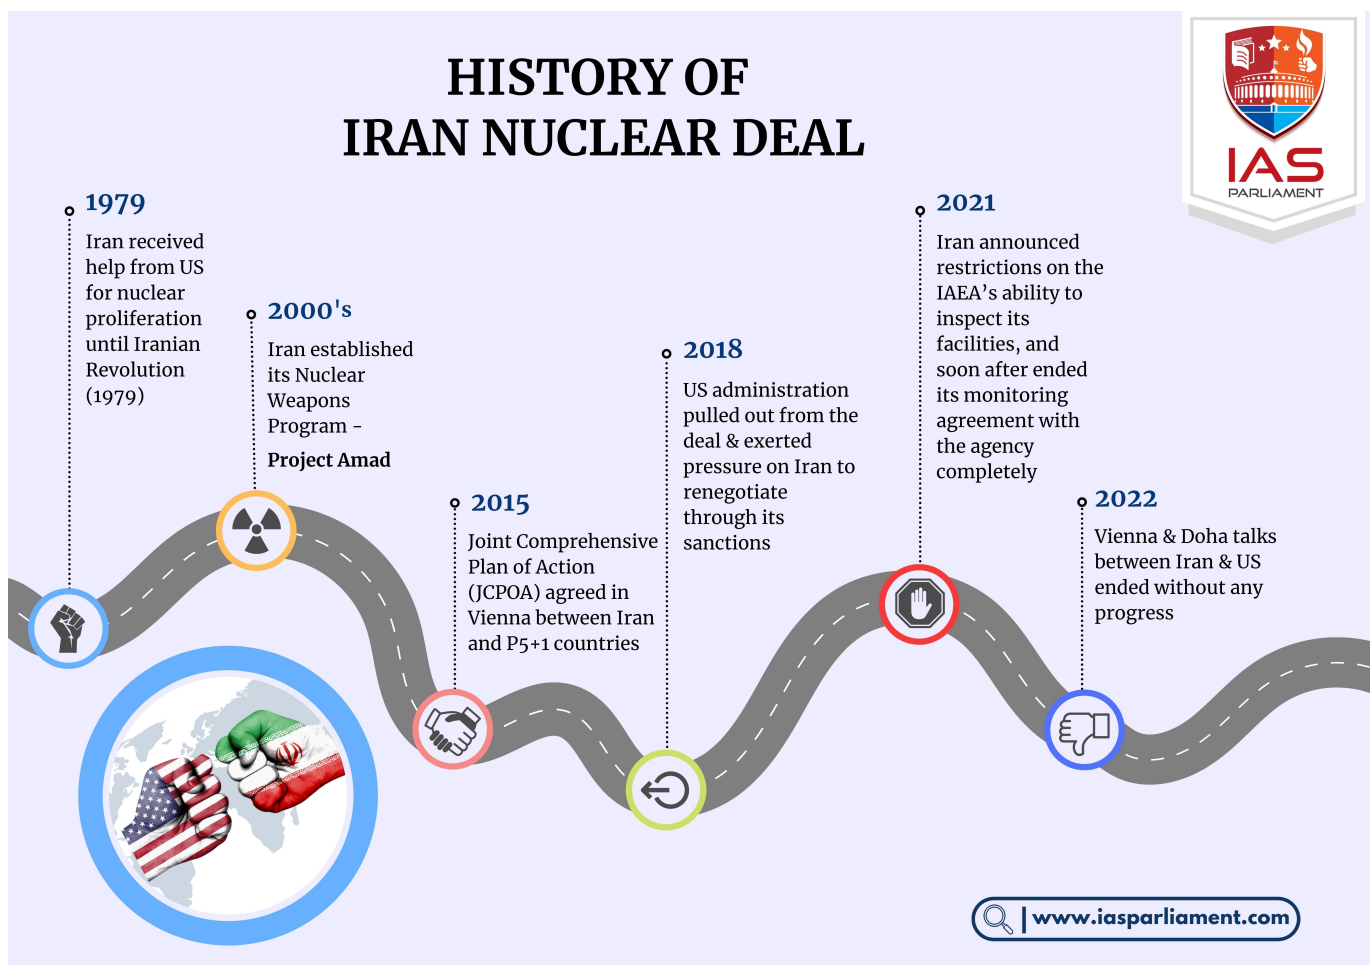 HISTORY OF
IRAN NUCLEAR DEAL
IAS
PARLIAMENT
1979
Iran received
help from US
for nuclear
proliferation
until Iranian
Revolution
(1979)
2000's
Iran established
its Nuclear
Weapons
Program -
Project Amad
2015
Joint Comprehensive
Plan of Action
(JCPOA) agreed in
Vienna between Iran
and P5+1 countries
2018
US administration
pulled out from the
deal & exerted
pressure on Iran to
renegotiate
through its
sanctions
2021
Iran announced
restrictions on the
IAEA’s ability to
inspect its
facilities, and
soon after ended
its monitoring
agreement with
the agency
completely
2022
Vienna & Doha talks
between Iran & US
ended without any
progress
www.iasparliament.com